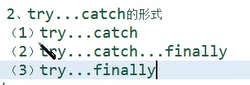 2、try...catch的形式
（1）try...catch
（2）try...catch...finally
（3）try...finally